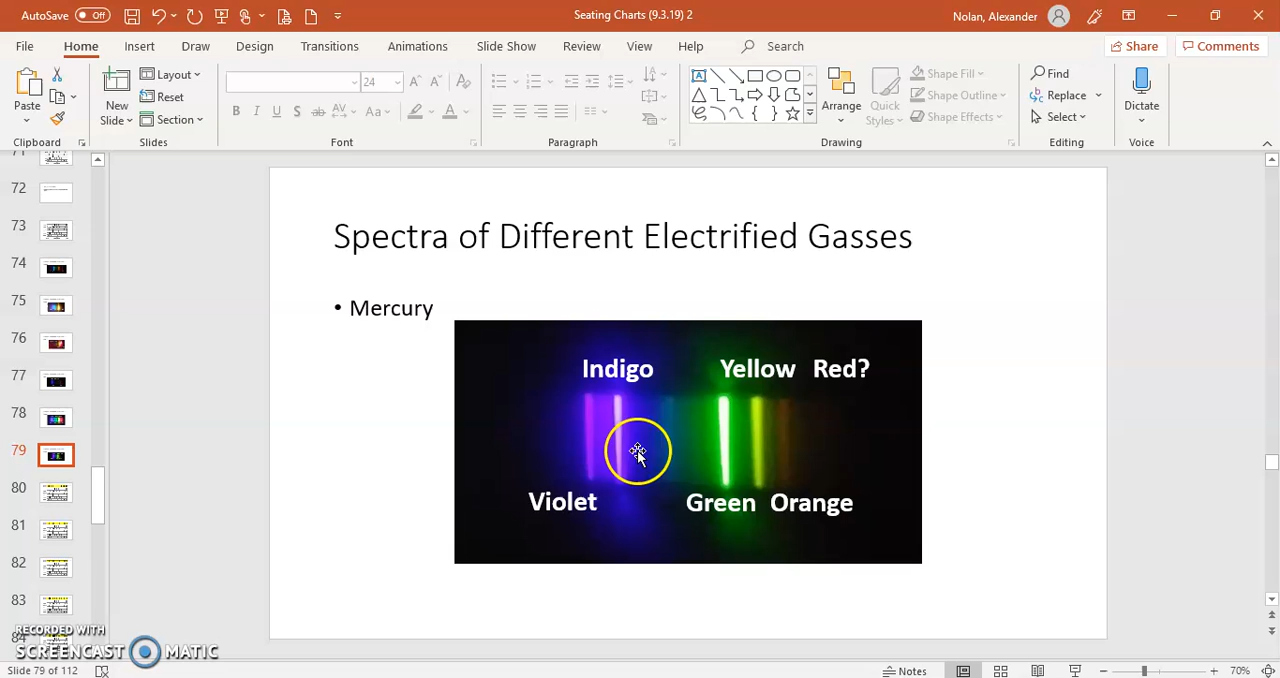 AutoSave Off Seating Charts (9.3.19) 2 Nolan, Alexander
File Home Insert Draw Design Transitions Animations Slide Show Review View Help Search Share Comments
Paste
Clipboard
New Slide
Layout
Reset
Section
Slides
24
B I U S ab AV Aa A
Font
Paragraph
Arrange
Quick Styles
Shape Fill
Shape Outline
Shape Effects
Drawing
Find
Replace
Select
Editing
Dictate
Voice
71
72
73
74
75
76
77
78
79
80
81
82
83
84
Spectra of Different Electrified Gasses
• Mercury
Indigo Yellow Red?
Violet Green Orange
RECORDED WITH
SCREENCAST MATIC
Slide 79 of 112 Notes 70%